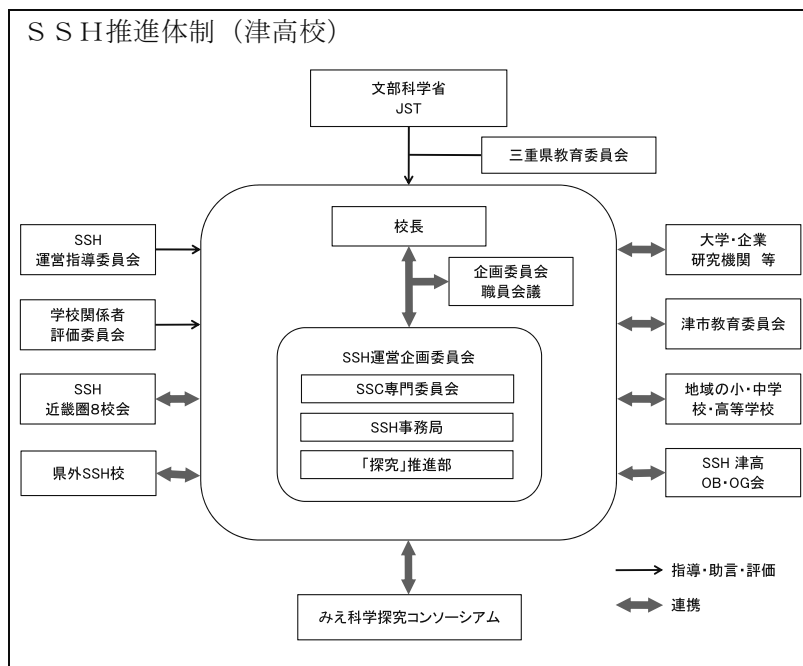 ＳＳＨ推進体制（津高校）
文部科学省
JST
三重県教育委員会
SSH
運営指導委員会
学校関係者
評価委員会
SSH
近畿圏8校会
県外SSH校
校長
企画委員会
職員会議
SSH運営企画委員会
SSC専門委員会
SSH事務局
「探究」推進部
大学・企業
研究機関 等
津市教育委員会
地域の小・中学
校・高等学校
SSH 津高
OB・OG会
みえ科学探究コンソーシアム
指導・助言・評価
連携